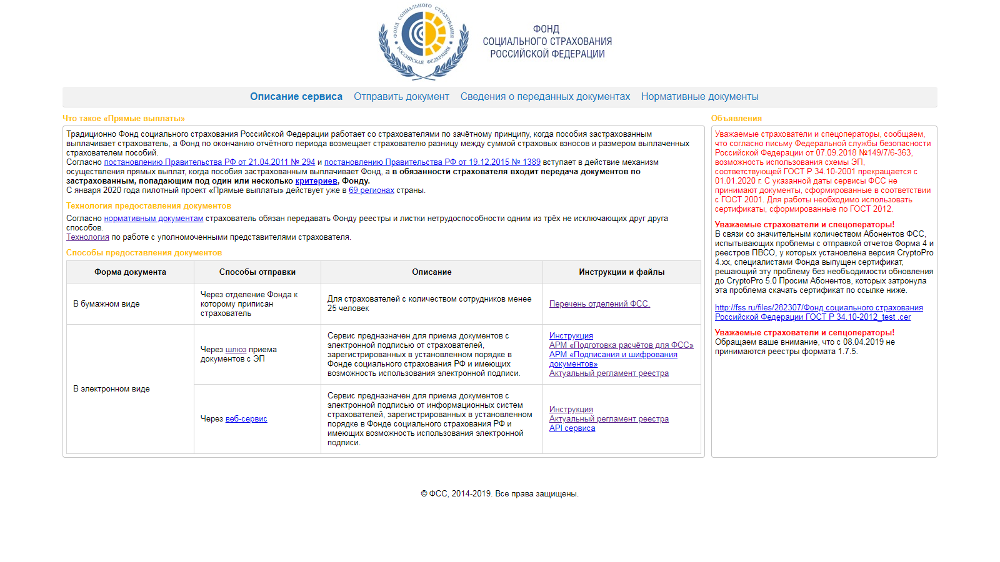 ФОНД СОЦИАЛЬНОГО СТРАХОВАНИЯ
РОССИЙСКАЯ ФЕДЕРАЦИЯ
ФОНД
СОЦИАЛЬНОГО СТРАХОВАНИЯ
РОССИЙСКОЙ ФЕДЕРАЦИИ
Описание сервиса Отправить документ Сведения о переданных документах Нормативные документы
Что такое «Прямые выплаты»
Традиционно Фонд социального страхования Российской Федерации работает со страхователями по зачётному принципу, когда пособия застрахованным
выплачивает страхователь, а Фонд по окончанию отчётного периода возмещает страхователю разницу между суммой страховых взносов и размером выплаченных
страхователем пособий.
Согласно постановлению Правительства РФ от 21.04.2011 № 294 и постановлению Правительства РФ от 19.12.2015 № 1389 вступает в действие механизм
осуществления прямых выплат, когда пособия застрахованным выплачивает Фонд, а в обязанности страхователя входит передача документов по
застрахованным, попадающим под один или несколько критериев, Фонду.
С января 2020 года пилотный проект «Прямые выплаты» действует уже в 69 регионах страны.
Технология предоставления документов
Согласно нормативным документам страхователь обязан передавать Фонду реестры и листки нетрудоспособности одним из трёх не исключающих друг друга
способов.
Технология по работе с уполномоченными представителями страхователя.
Способы предоставления документов
Форма документа Способы отправки Описание Инструкции и файлы
В бумажном виде
Через отделение Фонда к
которому приписан
страхователь
Для страхователей с количеством сотрудников менее
25 человек
Перечень отделений ФСС.
В электронном виде
Через шлюз приема
документов с ЭП
Сервис предназначен для приема документов с
электронной подписью от страхователей,
зарегистрированных в установленном порядке в
Фонде социального страхования РФ и имеющих
возможность использования электронной подписи.
Инструкция
АРМ «Подготовка расчётов для ФСС»
АРМ «Подписания и шифрования
документов»
Актуальный регламент реестра
Через веб-сервис
Сервис предназначен для приема документов с
электронной подписью от информационных систем
страхователей, зарегистрированных в установленном
порядке в Фонде социального страхования РФ и
имеющих возможность использования электронной
подписи.
Инструкция
Актуальный регламент реестра
API сервиса
Объявления
Уважаемые страхователи и спецоператоры, сообщаем,
что согласно письму Федеральной службы безопасности
Российской Федерации от 07.09.2018 №149/7/6-363,
возможность использования схемы ЭП,
соответствующей ГОСТ Р 34.10-2001 прекращается с
01.01.2020 г. С указанной даты сервисы ФСС не
принимают документы, сформированные в соответствии
с ГОСТ 2001. Для работы необходимо использовать
сертификаты, сформированные по ГОСТ 2012.
Уважаемые страхователи и спецоператоры!
В связи со значительным количеством Абонентов ФСС,
испытывающих проблемы с отправкой отчетов Форма 4 и
реестров ПВСО, у которых установлена версия CryptoPro
4.xx, специалистами Фонда выпущен сертификат,
решающий эту проблему без необъодимости обновления
до CryptoPro 5.0 Просим Абонентов, которых затронула
эта проблема скачать сертификат по ссылке ниже.
http://fss.ru/files/282307/Фонд социального страхования
Российской Федерации ГОСТ Р 34.10-2012_test .cer
Уважаемые страхователи и сепцоператоры!
Обращаем ваше внимание, что с 08.04.2019 не
принимаются реестры формата 1.7.5.
© ФСС, 2014-2019. Все права защищены.